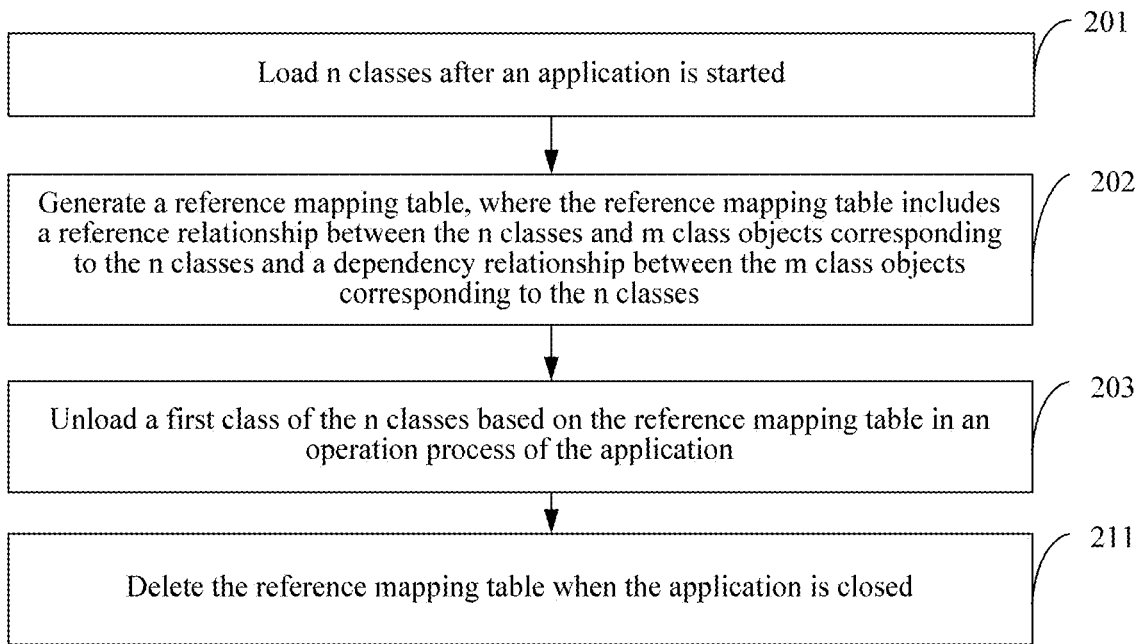 201
Load n classes after an application is started
202
Generate a reference mapping table, where the reference mapping table includes
a reference relationship between the n classes and m class objects corresponding
to the n classes and a dependency relationship between the m class objects
corresponding to the n classes
203
Unload a first class of the n classes based on the reference mapping table in an
operation process of the application
211
Delete the reference mapping table when the application is closed